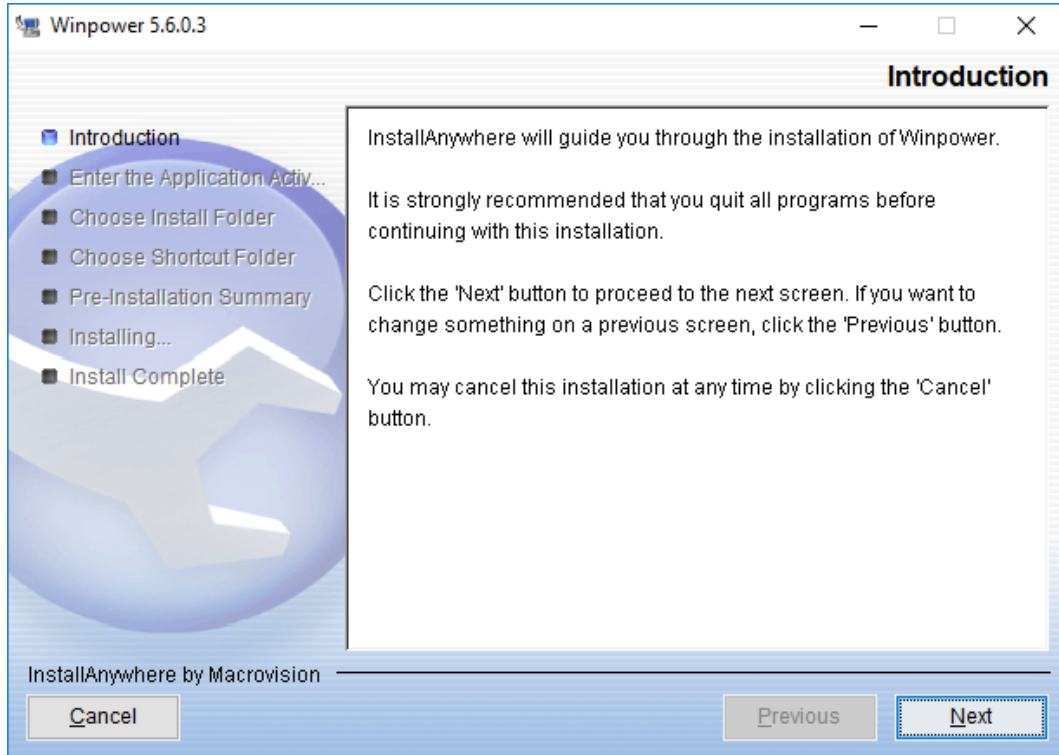 Winpower 5.6.0.3
Introduction
Introduction
Enter the Application Activ...
Choose Install Folder
Choose Shortcut Folder
Pre-Installation Summary
Installing...
Install Complete
InstallAnywhere will guide you through the installation of Winpower.
It is strongly recommended that you quit all programs before
continuing with this installation.
Click the 'Next' button to proceed to the next screen. If you want to
change something on a previous screen, click the 'Previous' button.
You may cancel this installation at any time by clicking the 'Cancel'
button.
InstallAnywhere by Macrovision
Cancel
Previous
Next